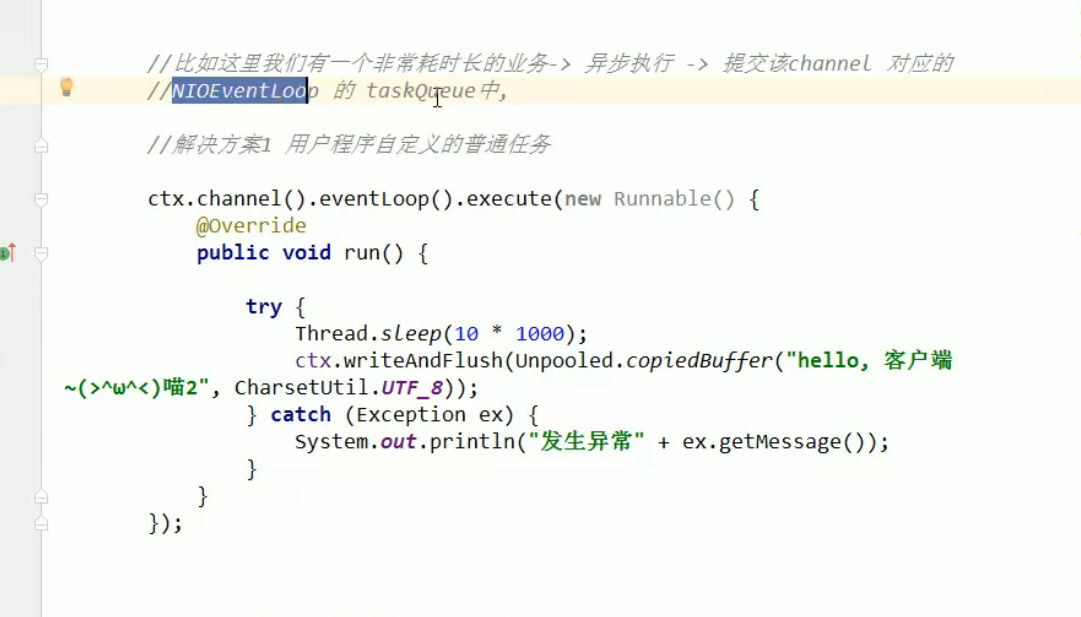 //比如这里我们有一个非常耗时长的业务-> 异步执行 -> 提交该channel 对应的
//NIOEventLoop 的 taskQueue中,
//解决方案1 用户程序自定义的普通任务
ctx.channel().eventLoop().execute(new Runnable() {
@Override
public void run() {
try {
Thread.sleep(10 * 1000);
ctx.writeAndFlush(Unpooled.copiedBuffer("hello, 客户端
~(>^ω^<)喵2", CharsetUtil.UTF_8));
} catch (Exception ex) {
System.out.println("发生异常" + ex.getMessage());
}
}
});